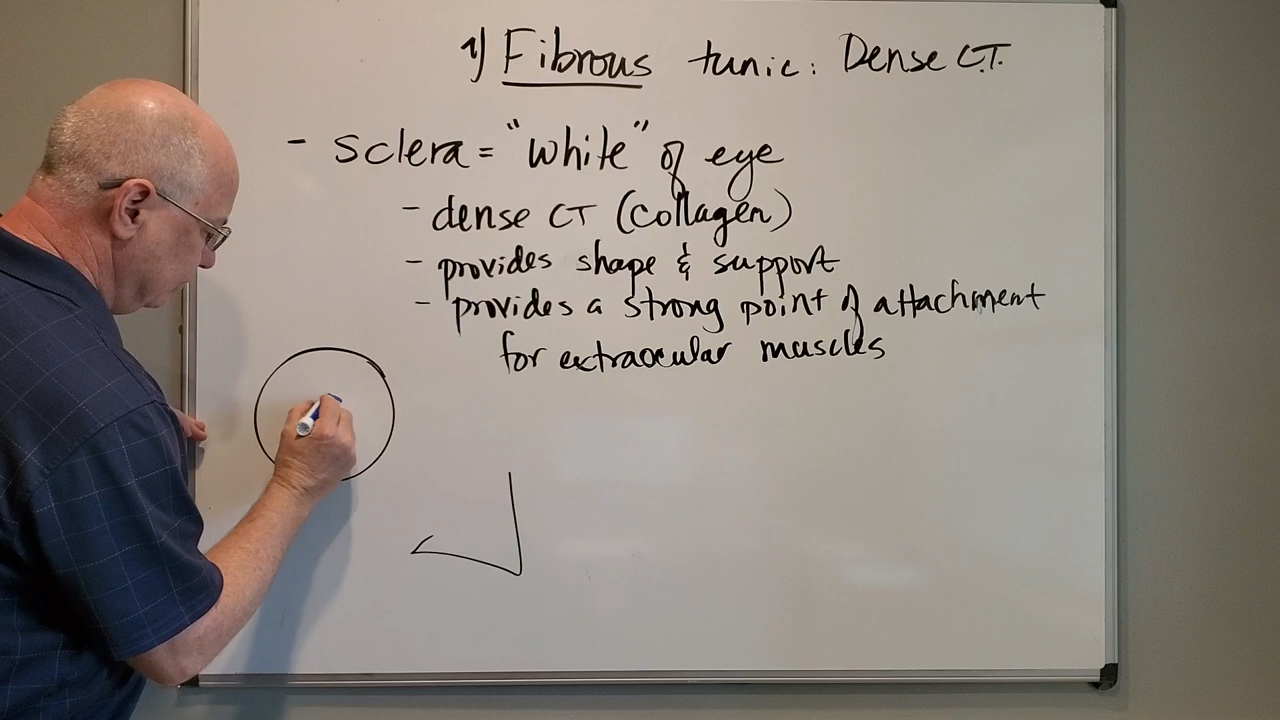 1) Fibrous tunic: Dense C.T.
- sclera = "white" of eye
- dense CT (collagen)
- provides shape & support
- provides a strong point of attachment
for extraocular muscles